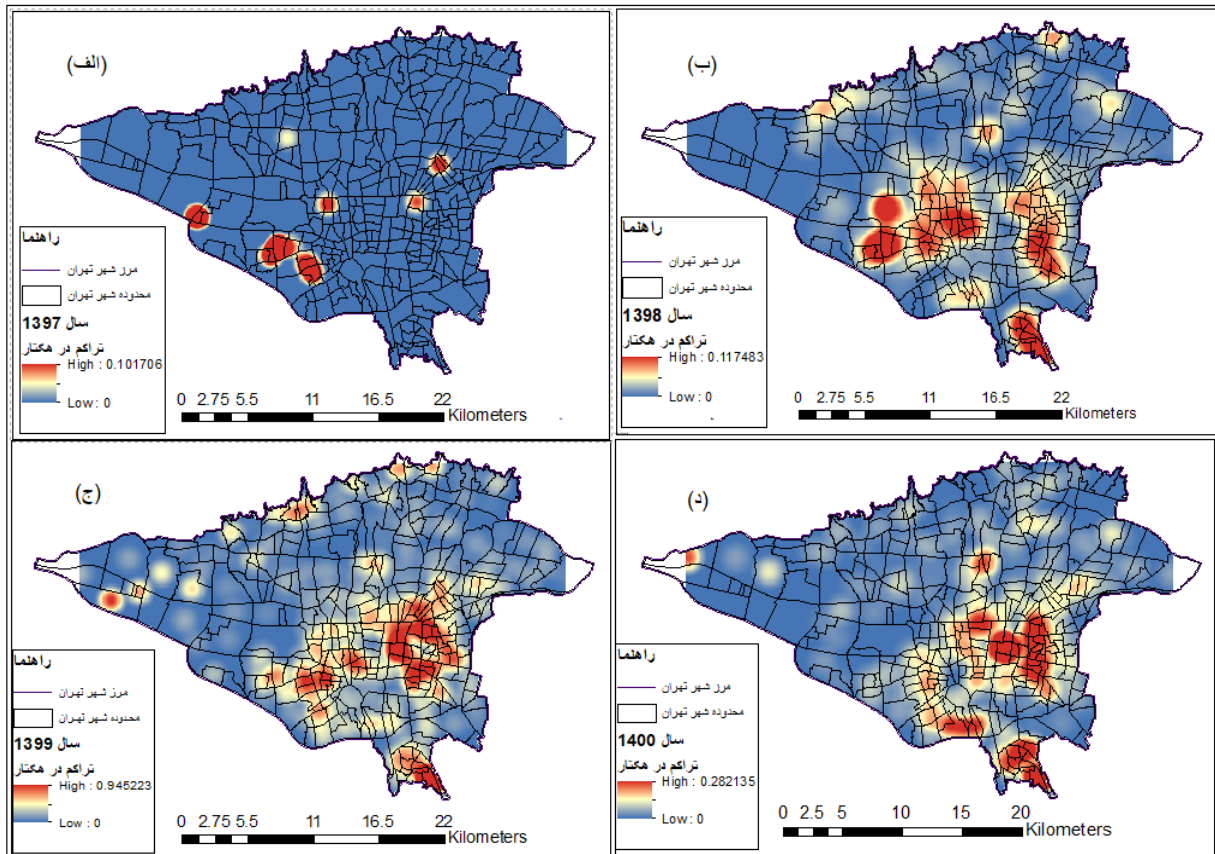 (الف)
راهنما
مرز شهر تهران
محدوده شهر تهران
سال 1397
تراکم در هکتار
High : 0.101706
Low : 0
0 2.75 5.5 11 16.5 22
Kilometers
(ب)
راهنما
مرز شهر تهران
محدوده شهر تهران
سال 1398
تراکم در هکتار
High : 0.117483
Low : 0
0 2.75 5.5 11 16.5 22
Kilometers
(ج)
راهنما
مرز شهر تهران
محدوده شهر تهران
سال 1399
تراکم در هکتار
High : 0.945223
Low : 0
0 2.75 5.5 11 16.5 22
Kilometers
(د)
راهنما
مرز شهر تهران
محدوده شهر تهران
سال 1400
تراکم در هکتار
High : 0.282135
Low : 0
0 2.5 5 10 15 20
Kilometers